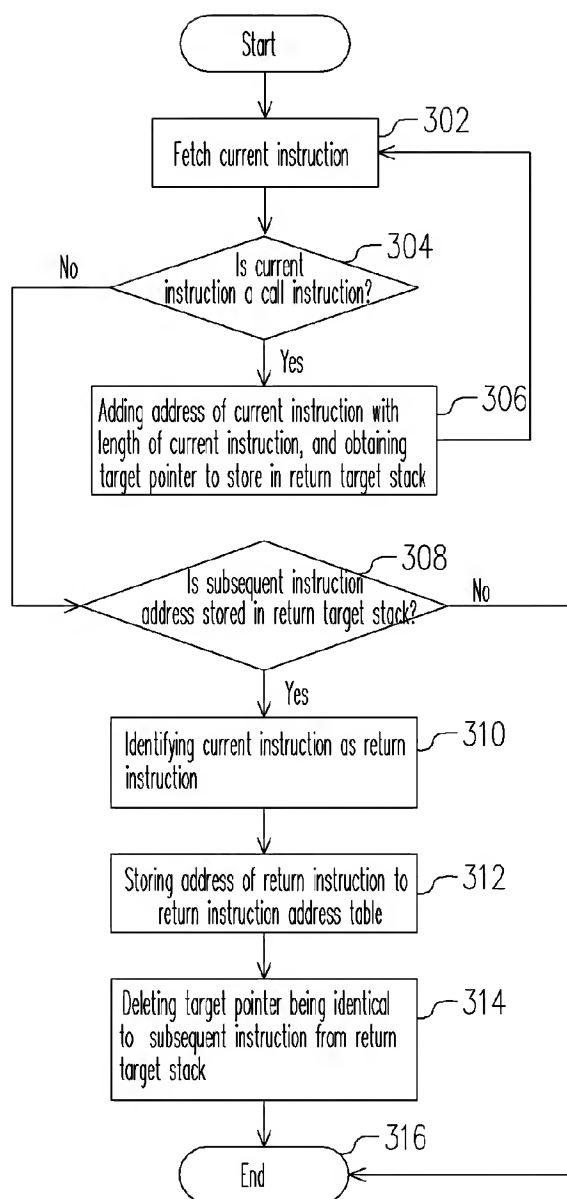 Start
302
Fetch current instruction
304
No
Is current
instruction a call instruction?
Yes
306
Adding address of current instruction with
length of current instruction, and obtaining
target pointer to store in return target stack
308
Is subsequent instruction
address stored in return target stack?
No
Yes
310
Identifying current instruction as return
instruction
312
Storing address of return instruction to
return instruction address table
314
Deleting target pointer being identical
to subsequent instruction from return
target stack
316
End